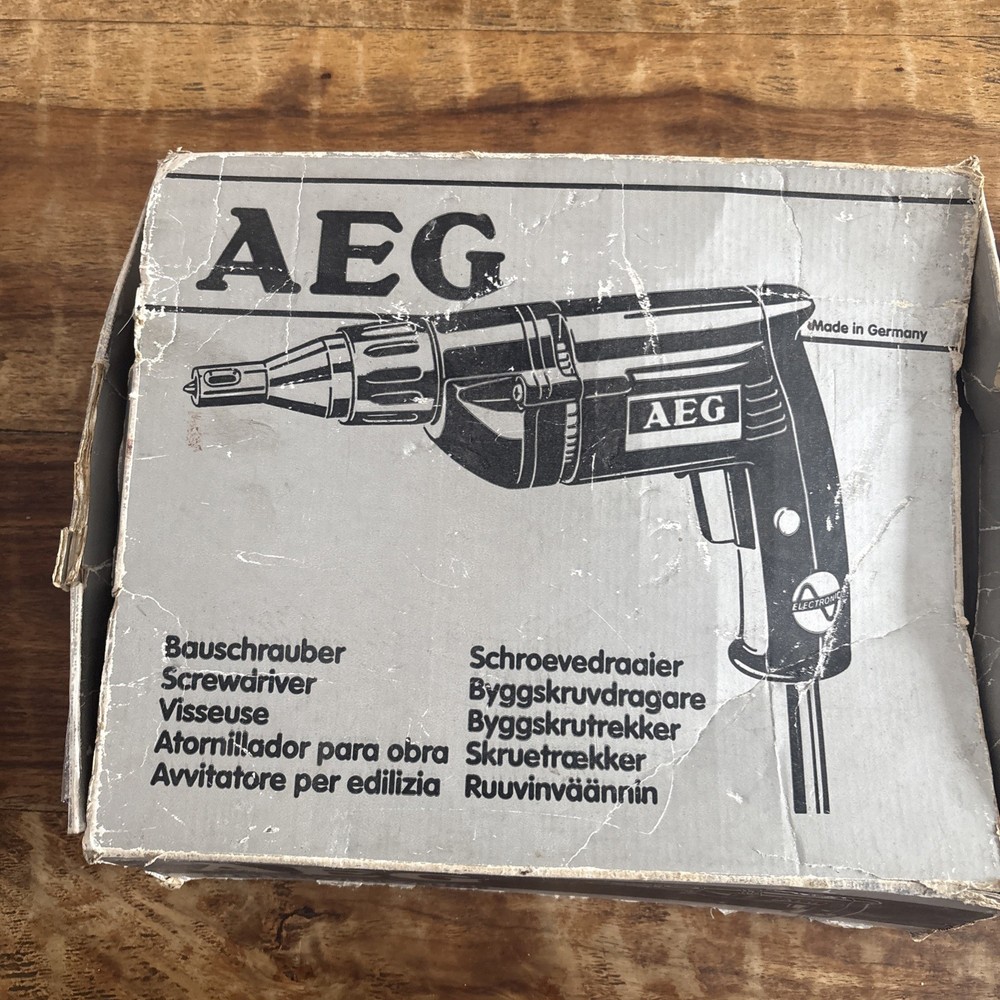 AEG
Made in Germany
AEG
ELECTRONIC
Bauschrauber
Screwdriver
Visseuse
Atornillador para obra
Avvitatore per edilizia
Schroevedraaier
Byggskruvdragare
Byggskrutrekker
Skruetrækker
Ruuvinväännin